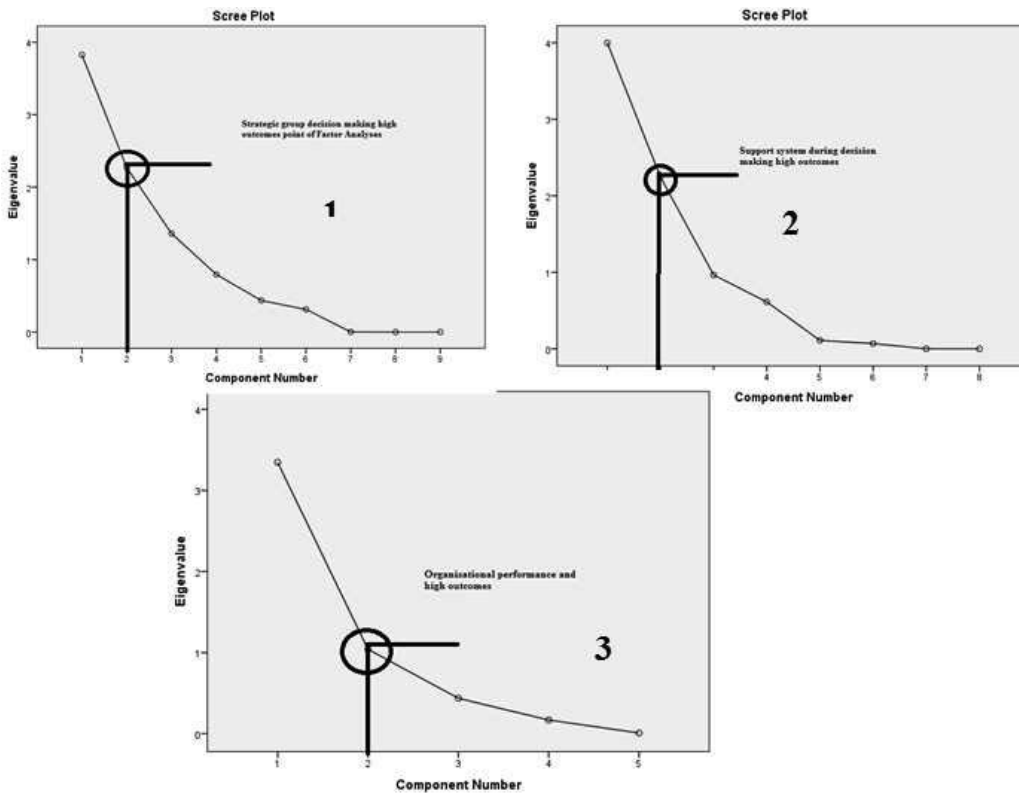 Scree Plot
4
3
2
1
0
Eigenvalue
Strategic group decision making high
outcomes point of Factor Analyses
1
1 2 3 4 5 6 7 8 9
Component Number
Scree Plot
4
3
2
1
0
Eigenvalue
Support system during decision
making high outcomes
2
4 5 6 7 8
Component Number
4
3
2
1
0
Eigenvalue
Organisational performance and
high outcomes
3
1 2 3 4 5
Component Number